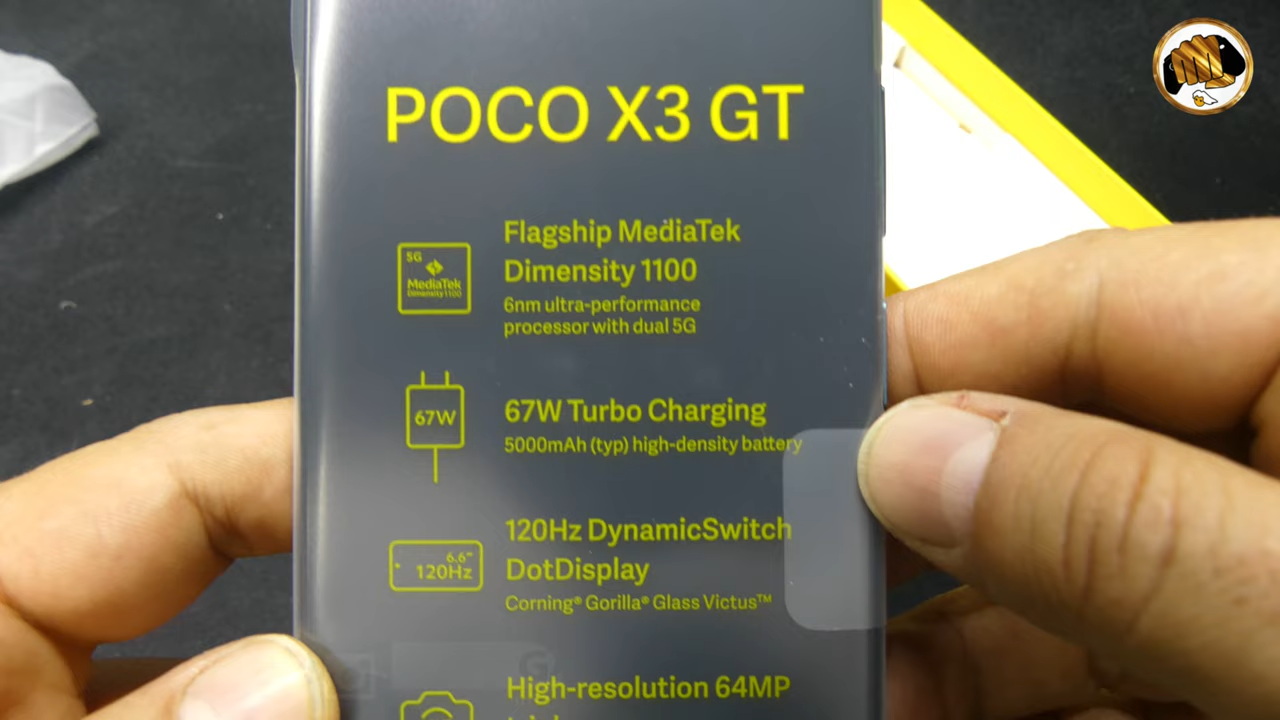 POCO X3 GT
5G
MediaTek
Dimensity 1100
Flagship MediaTek
Dimensity 1100
6nm ultra-performance
processor with dual 5G
67W
67W Turbo Charging
5000mAh (typ) high-density battery
6.6"
120Hz
120Hz DynamicSwitch
DotDisplay
Corning® Gorilla® Glass Victus™
High-resolution 64MP